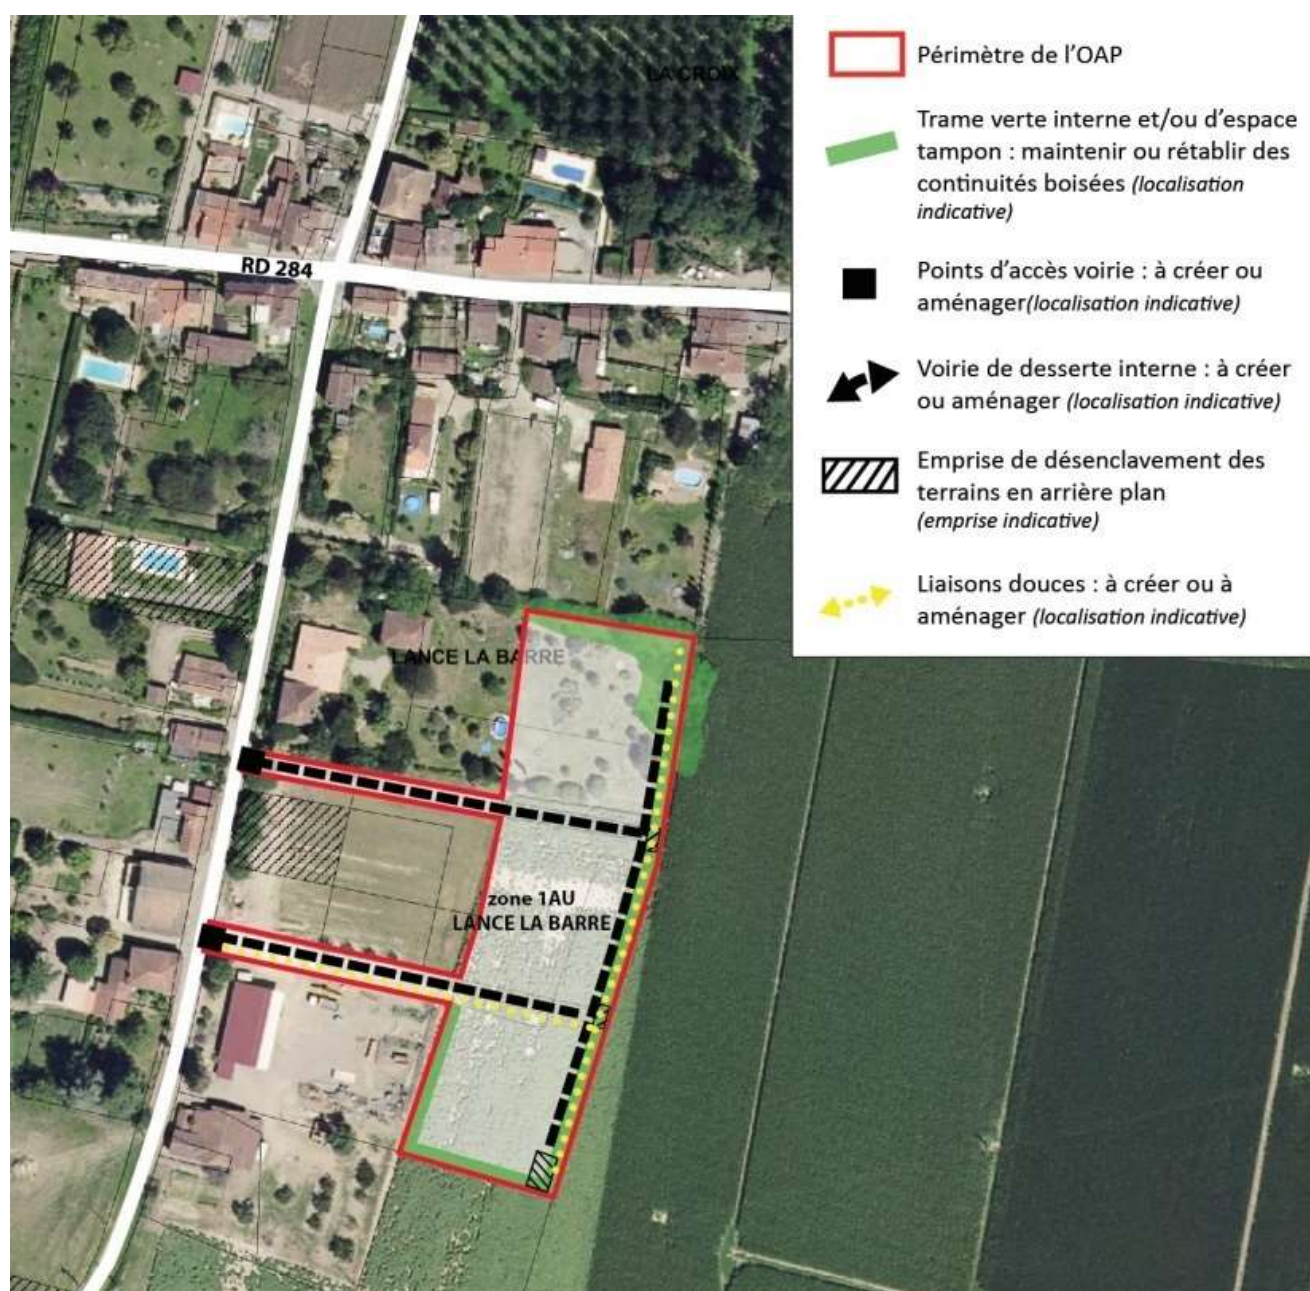 LA CROIX
RD 284
LANCE LA BARRE
zone 1AU
LANCE LA BARRE
Périmètre de l'OAP
Trame verte interne et/ou d'espace
tampon : maintenir ou rétablir des
continuités boisées (localisation
indicative)
Points d'accès voirie : à créer ou
aménager(localisation indicative)
Voirie de desserte interne : à créer
ou aménager (localisation indicative)
Emprise de désenclavement des
terrains en arrière plan
(emprise indicative)
Liaisons douces : à créer ou à
aménager (localisation indicative)